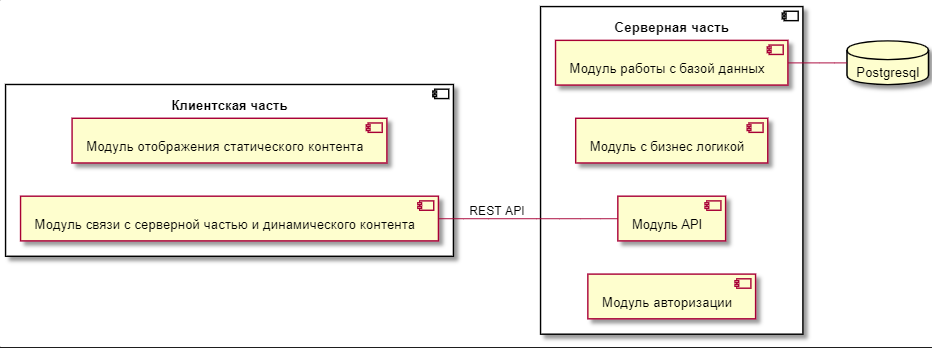 Клиентская часть
Модуль отображения статического контента
Модуль связи с серверной частью и динамического контента
REST API
Серверная часть
Модуль работы с базой данных
Модуль с бизнес логикой
Модуль API
Модуль авторизации
Postgresql